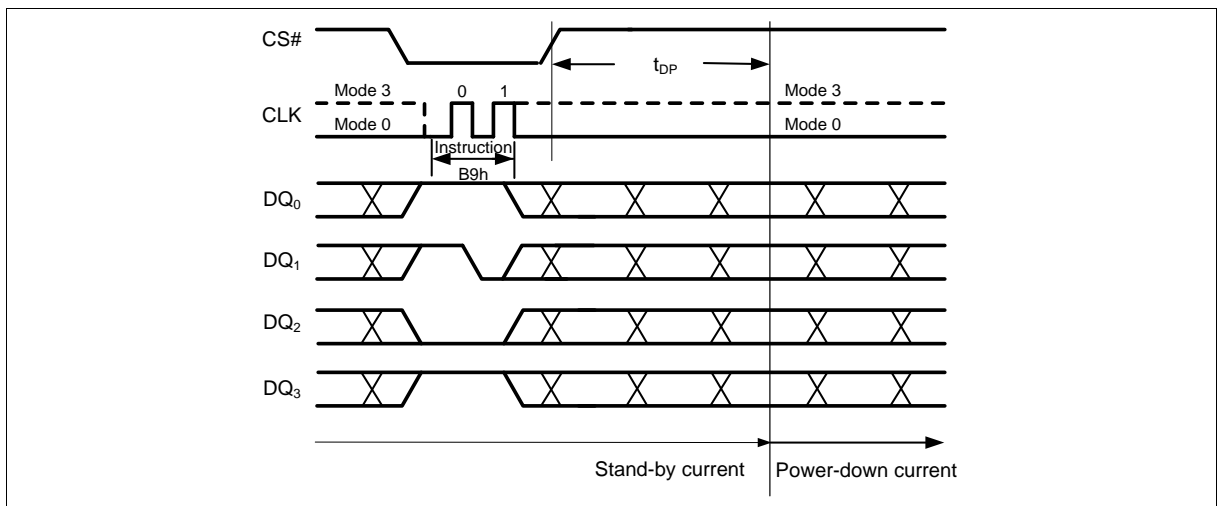 CS#
tDP
Mode 3 0 1 Mode 3
CLK
Mode 0 Mode 0
Instruction
B9h
DQ0
DQ1
DQ2
DQ3
Stand-by current Power-down current